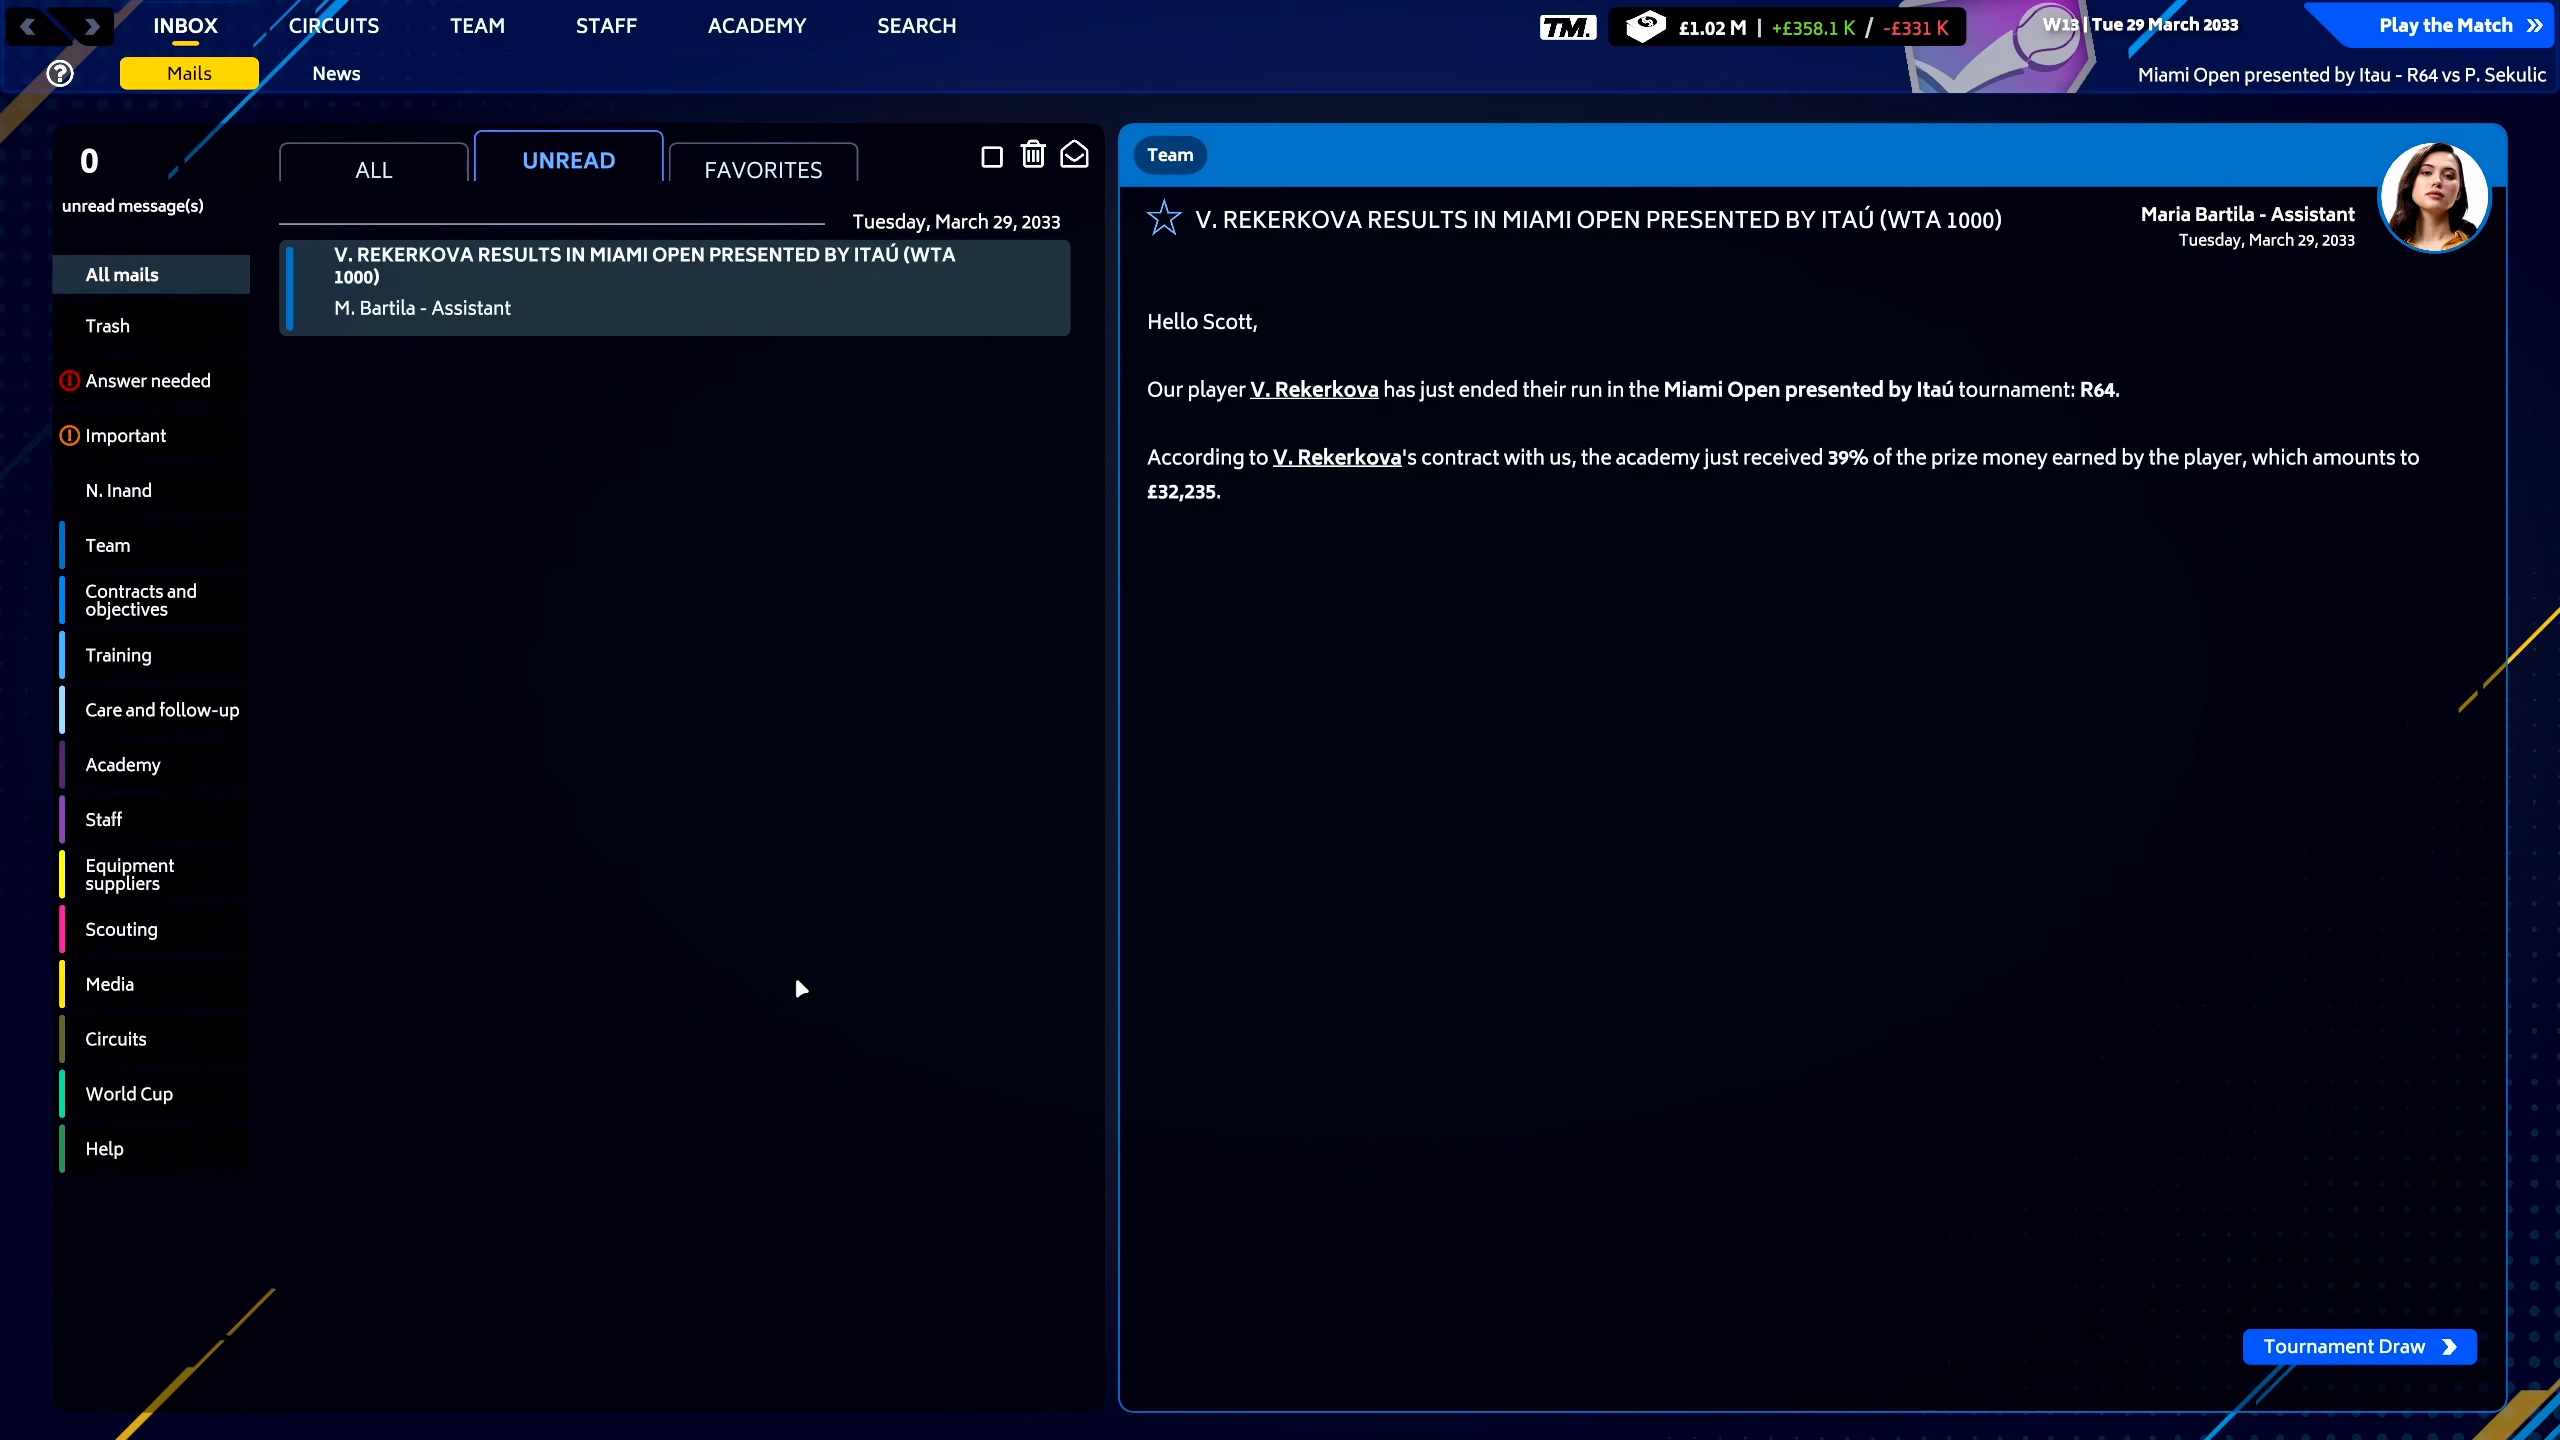 INBOX CIRCUITS TEAM STAFF ACADEMY SEARCH
TM. £1.02 M | +£358.1 K / -£331 K
W13 | Tue 29 March 2033
Play the Match
Mails News
Miami Open presented by Itau - R64 vs P. Sekulic
0
unread message(s)
ALL UNREAD FAVORITES
Tuesday, March 29, 2033
V. REKERKOVA RESULTS IN MIAMI OPEN PRESENTED BY ITAÚ (WTA
1000)
M. Bartila - Assistant
All mails
Trash
Answer needed
Important
N. Inand
Team
Contracts and
objectives
Training
Care and follow-up
Academy
Staff
Equipment
suppliers
Scouting
Media
Circuits
World Cup
Help
Team
V. REKERKOVA RESULTS IN MIAMI OPEN PRESENTED BY ITAÚ (WTA 1000)
Maria Bartila - Assistant
Tuesday, March 29, 2033
Hello Scott,
Our player V. Rekerkova has just ended their run in the Miami Open presented by Itaú tournament: R64.
According to V. Rekerkova's contract with us, the academy just received 39% of the prize money earned by the player, which amounts to
£32,235.
Tournament Draw